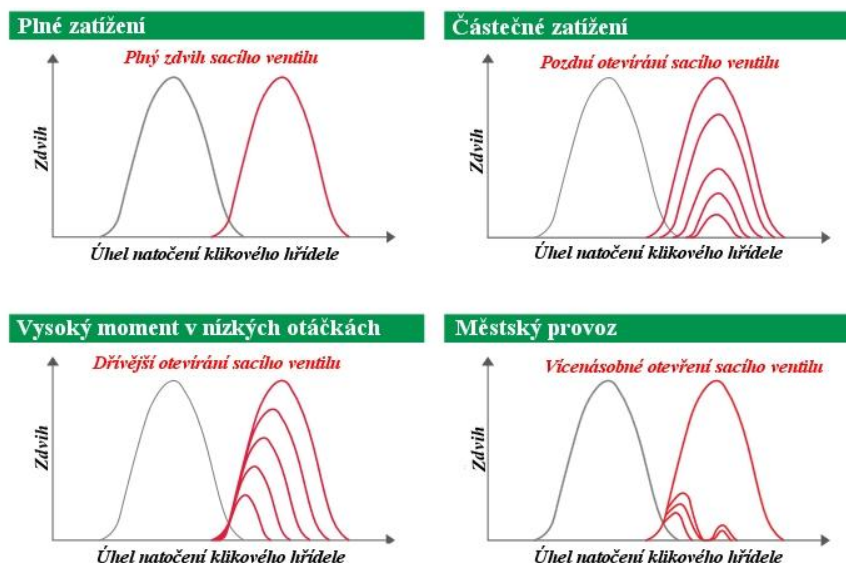 Plné zatížení
Plný zdvih sacího ventilu
Zdvih
Úhel natočení klikového hřídele
Částečné zatížení
Pozdní otevírání sacího ventilu
Zdvih
Úhel natočení klikového hřídele
Vysoký moment v nízkých otáčkách
Dřívější otevírání sacího ventilu
Zdvih
Úhel natočení klikového hřídele
Městský provoz
Vícenásobné otevření sacího ventilu
Zdvih
Úhel natočení klikového hřídele